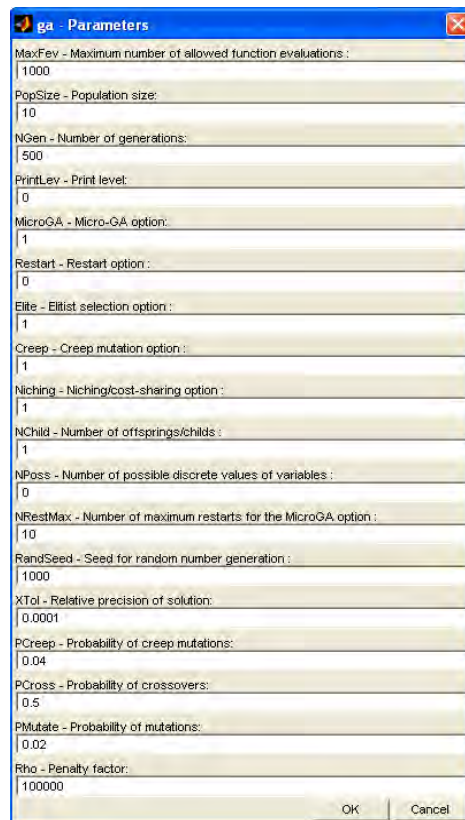 ga - Parameters
MaxFev - Maximum number of allowed function evaluations :
1000
PopSize - Population size:
10
NGen - Number of generations:
500
PrintLev - Print level:
0
MicroGA - Micro-GA option:
1
Restart - Restart option :
0
Elite - Elitist selection option :
1
Creep - Creep mutation option :
1
Niching - Niching/cost-sharing option :
1
NChild - Number of offsprings/childs :
1
NPoss - Number of possible discrete values of variables :
0
NRestMax - Number of maximum restarts for the MicroGA option :
10
RandSeed - Seed for random number generation :
1000
XTol - Relative precision of solution:
0.0001
PCreep - Probability of creep mutations:
0.04
PCross - Probability of crossovers:
0.5
PMutate - Probability of mutations:
0.02
Rho - Penalty factor:
100000
OK Cancel